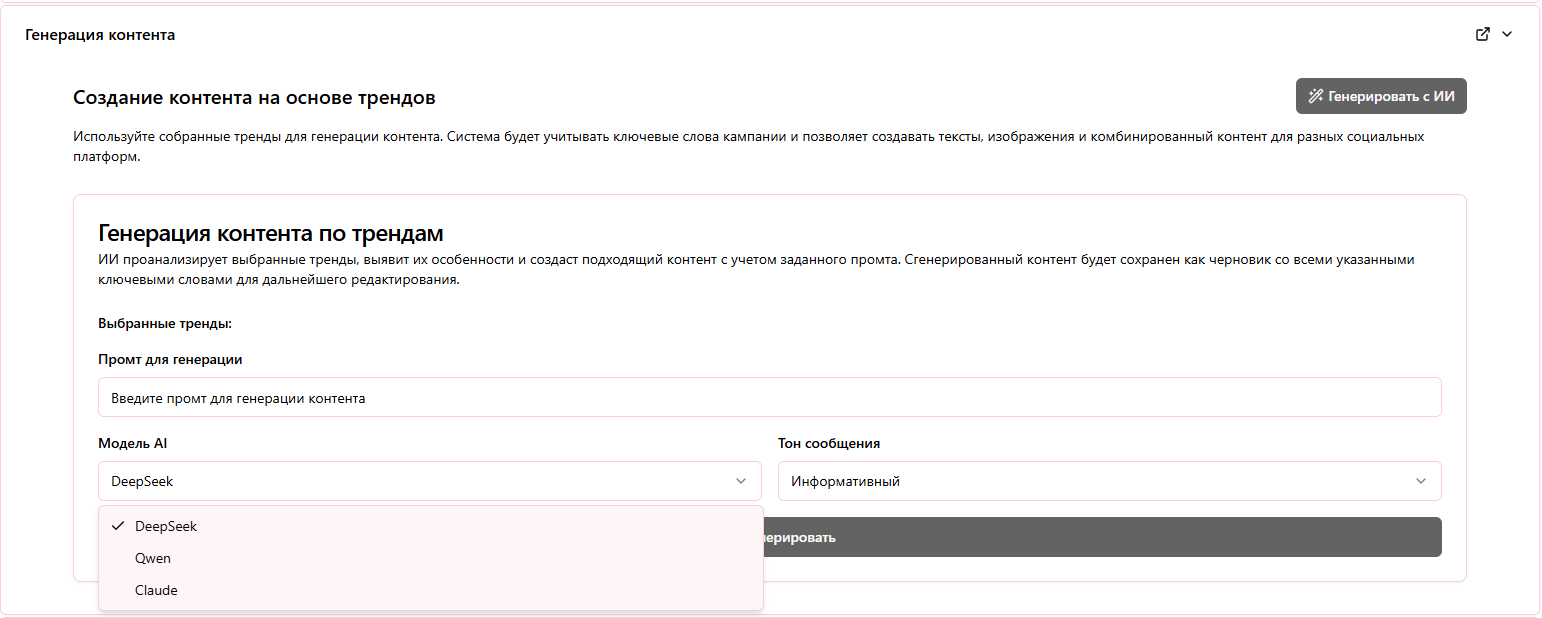 Генерация контента
Создание контента на основе трендов
Генерировать с ИИ
Используйте собранные тренды для генерации контента. Система будет учитывать ключевые слова кампании и позволяет создавать тексты, изображения и комбинированный контент для разных социальных
платформ.
Генерация контента по трендам
ИИ проанализирует выбранные тренды, выявит их особенности и создаст подходящий контент с учетом заданного промта. Сгенерированный контент будет сохранен как черновик со всеми указанными
ключевыми словами для дальнейшего редактирования.
Выбранные тренды:
Промт для генерации
Введите промт для генерации контента
Модель AI
Тон сообщения
DeepSeek
Информативный
DeepSeek
нерировать
Qwen
Claude